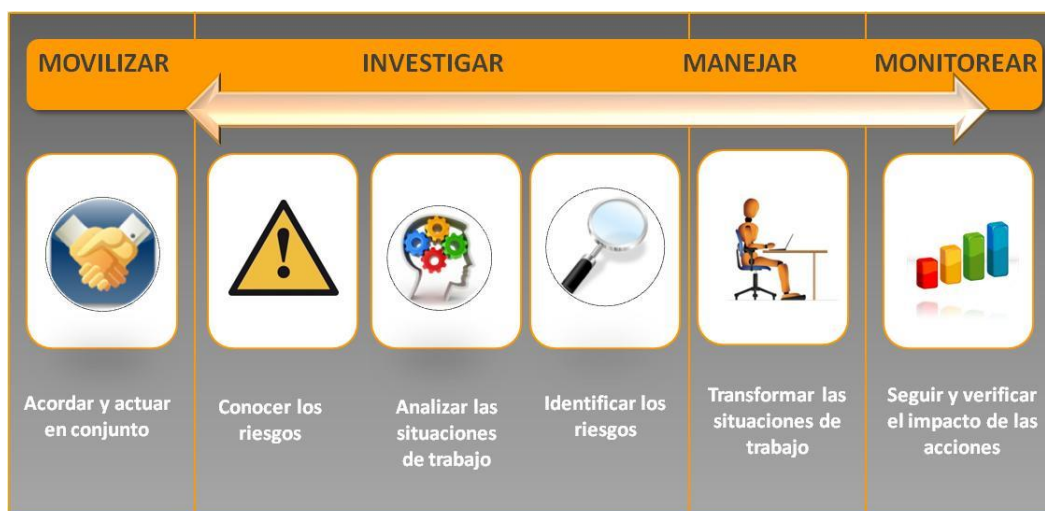 MOVILIZAR
INVESTIGAR
MANEJAR
MONITOREAR
Acordar y actuar
en conjunto
Conocer los
riesgos
Analizar las
situaciones
de trabajo
Identificar los
riesgos
Transformar las
situaciones de
trabajo
Seguir y verificar
el impacto de las
acciones